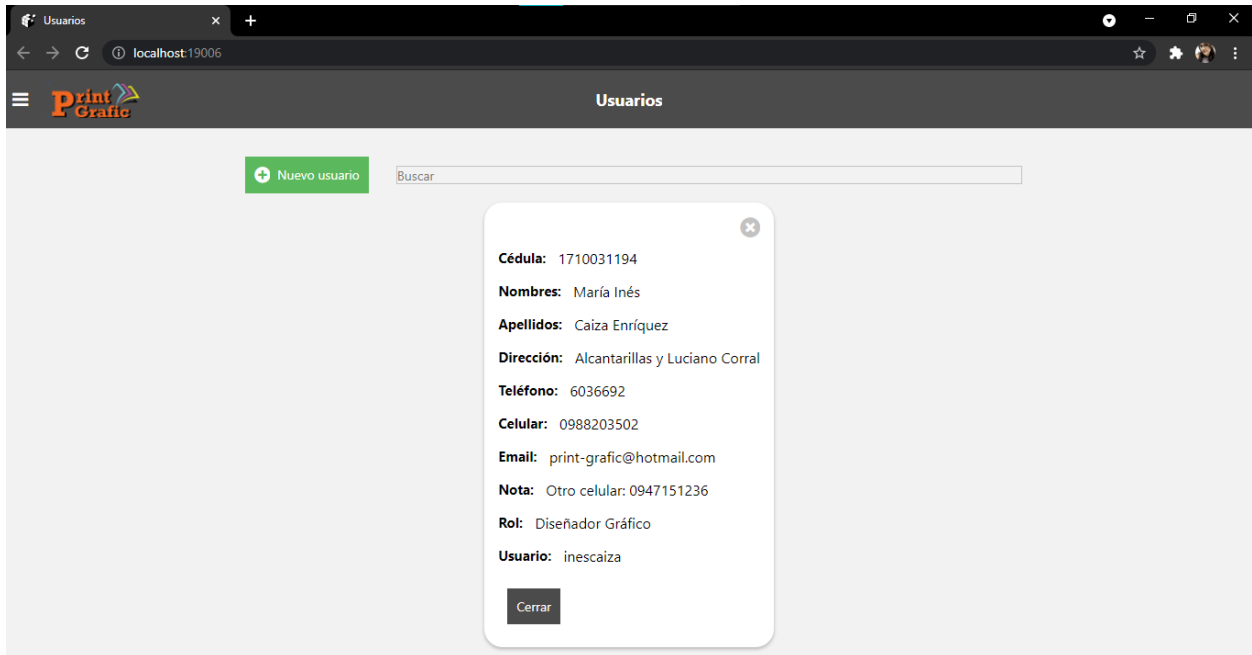 Usuarios
localhost:19006
Print
Grafic
Usuarios
Nuevo usuario
Buscar
Cédula: 1710031194
Nombres: María Inés
Apellidos: Caiza Enríquez
Dirección: Alcantarillas y Luciano Corral
Teléfono: 6036692
Celular: 0988203502
Email: print-grafic@hotmail.com
Nota: Otro celular: 0947151236
Rol: Diseñador Gráfico
Usuario: inescaiza
Cerrar